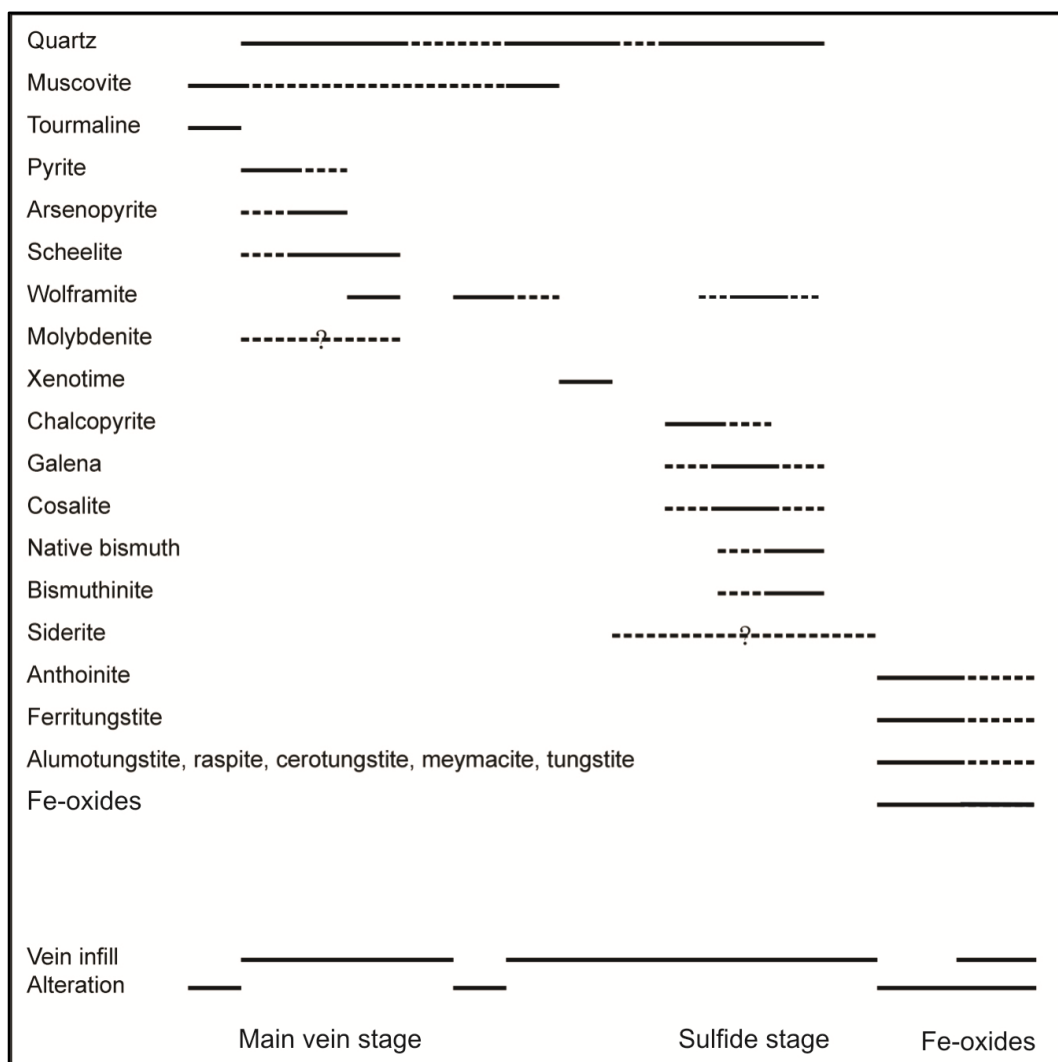 Quartz
Muscovite
Tourmaline
Pyrite
Arsenopyrite
Scheelite
Wolframite
Molybdenite
?
Xenotime
Chalcopyrite
Galena
Cosalite
Native bismuth
Bismuthinite
Siderite
?
Anthoinite
Ferritungstite
Alumotungstite, raspite, cerotungstite, meymacite, tungstite
Fe-oxides
Vein infill
Alteration
Main vein stage
Sulfide stage
Fe-oxides